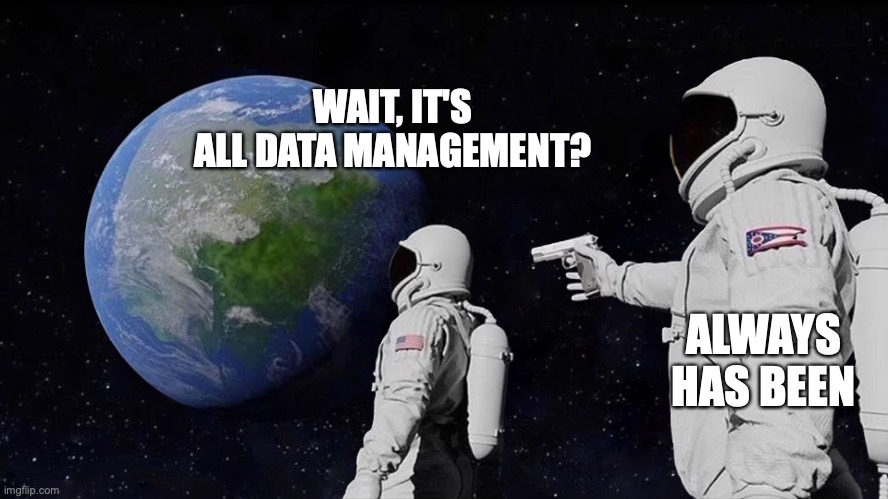 WAIT, IT'S
ALL DATA MANAGEMENT?
ALWAYS
HAS BEEN
imgflip.com